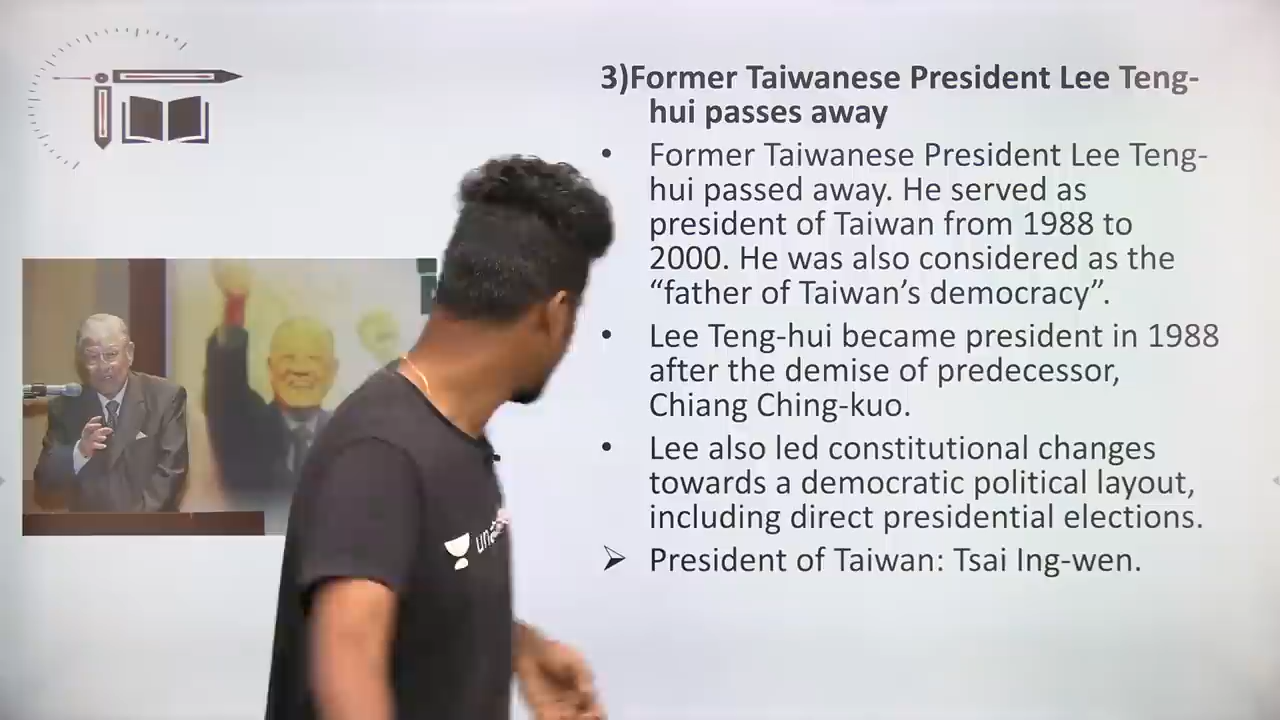 3)Former Taiwanese President Lee Teng-
hui passes away
• Former Taiwanese President Lee Teng-
hui passed away. He served as
president of Taiwan from 1988 to
2000. He was also considered as the
“father of Taiwan’s democracy”.
• Lee Teng-hui became president in 1988
after the demise of predecessor,
Chiang Ching-kuo.
• Lee also led constitutional changes
towards a democratic political layout,
including direct presidential elections.
➢ President of Taiwan: Tsai Ing-wen.